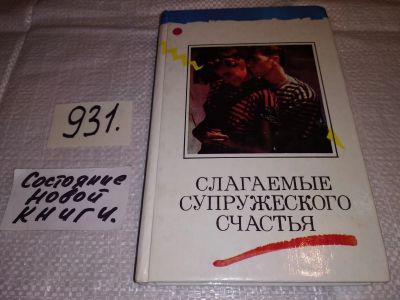 931.
Состояние
Новой
книги.
СЛАГАЕМЫЕ
СУПРУЖЕСКОГО
СЧАСТЬЯ